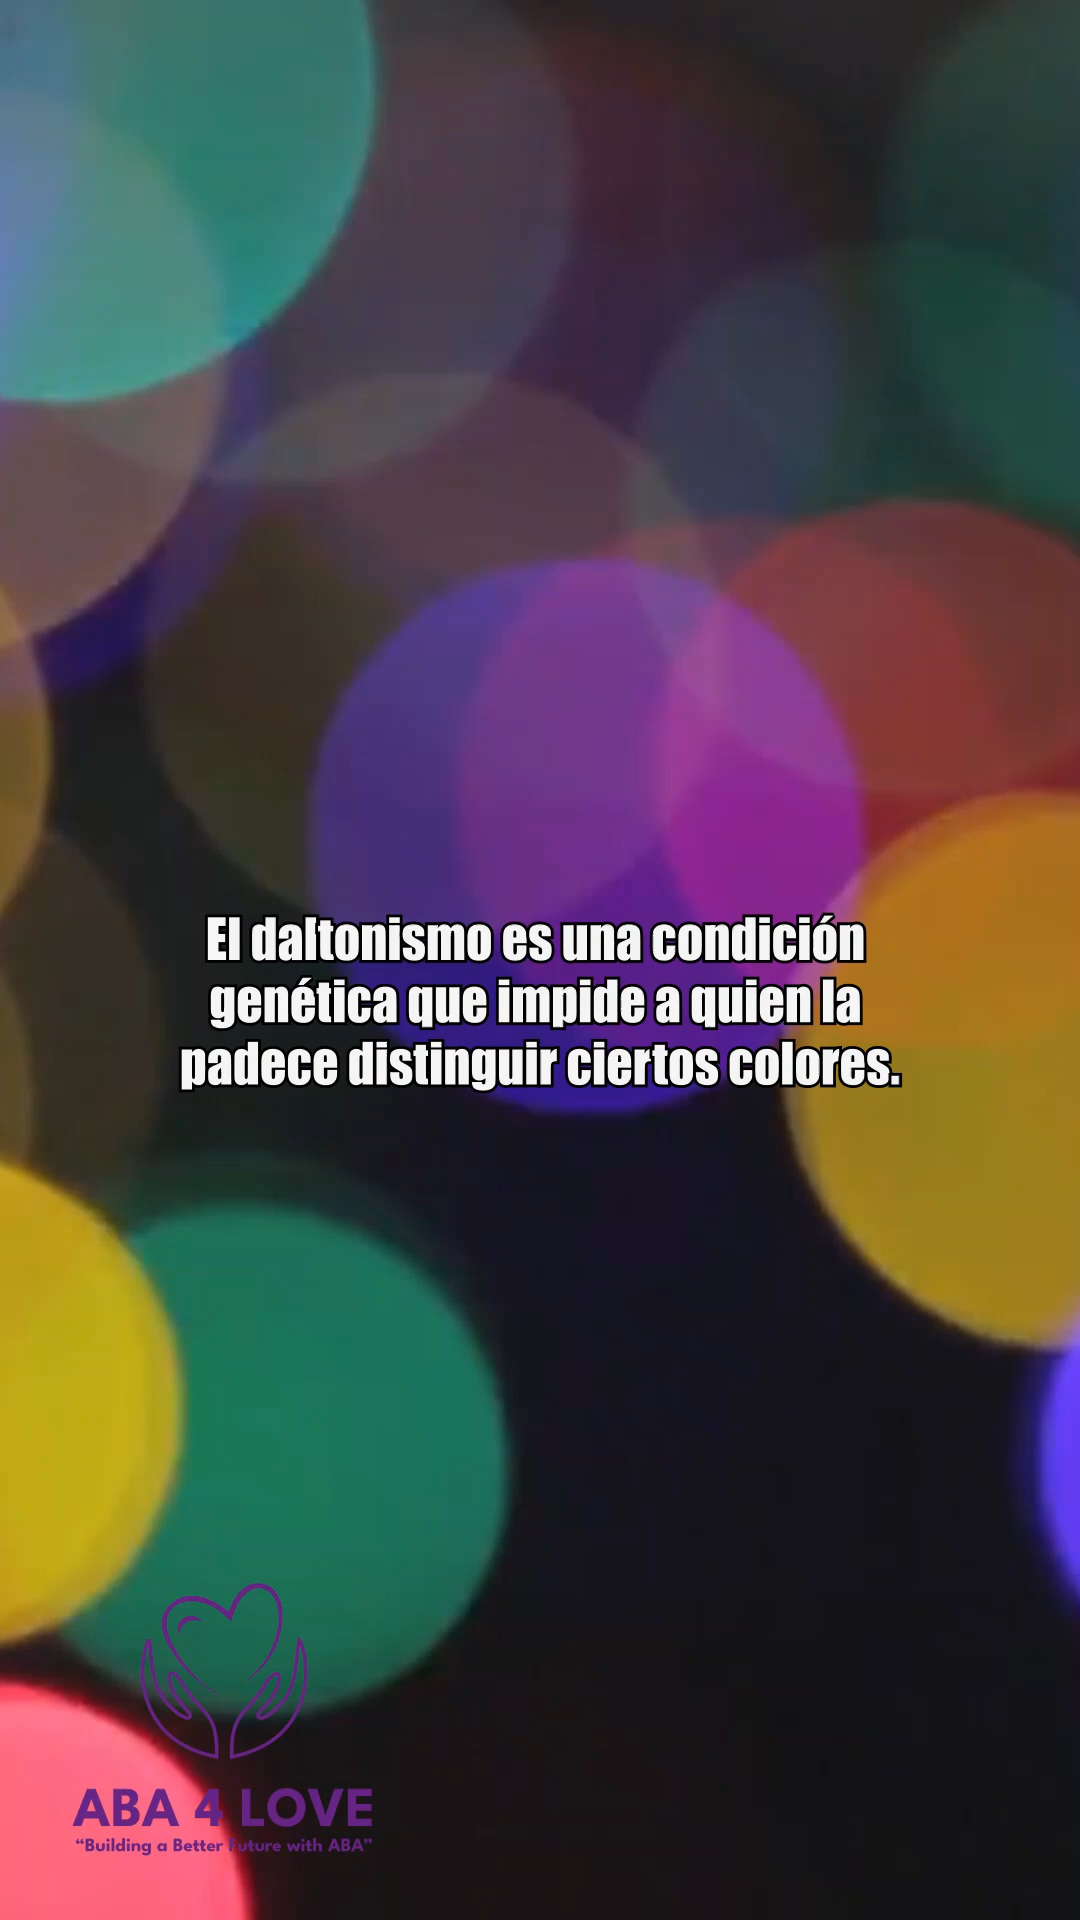 El daltonismo es una condición
genética que impide a quien la
padece distinguir ciertos colores.
ABA 4 LOVE
“Building a Better Future with ABA”